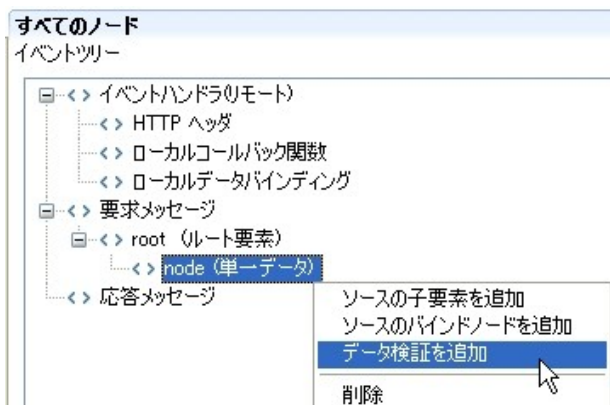 すべてのノード
イベントツリー
<> イベントハンドラ(リモート)
<> HTTP ヘッダ
<> ローカルコールバック関数
<> ローカルデータバインディング
<> 要求メッセージ
<> root (ルート要素)
<> node (単一データ)
<> 応答メッセージ
ソースの子要素を追加
ソースのバインドノードを追加
データ検証を追加
削除